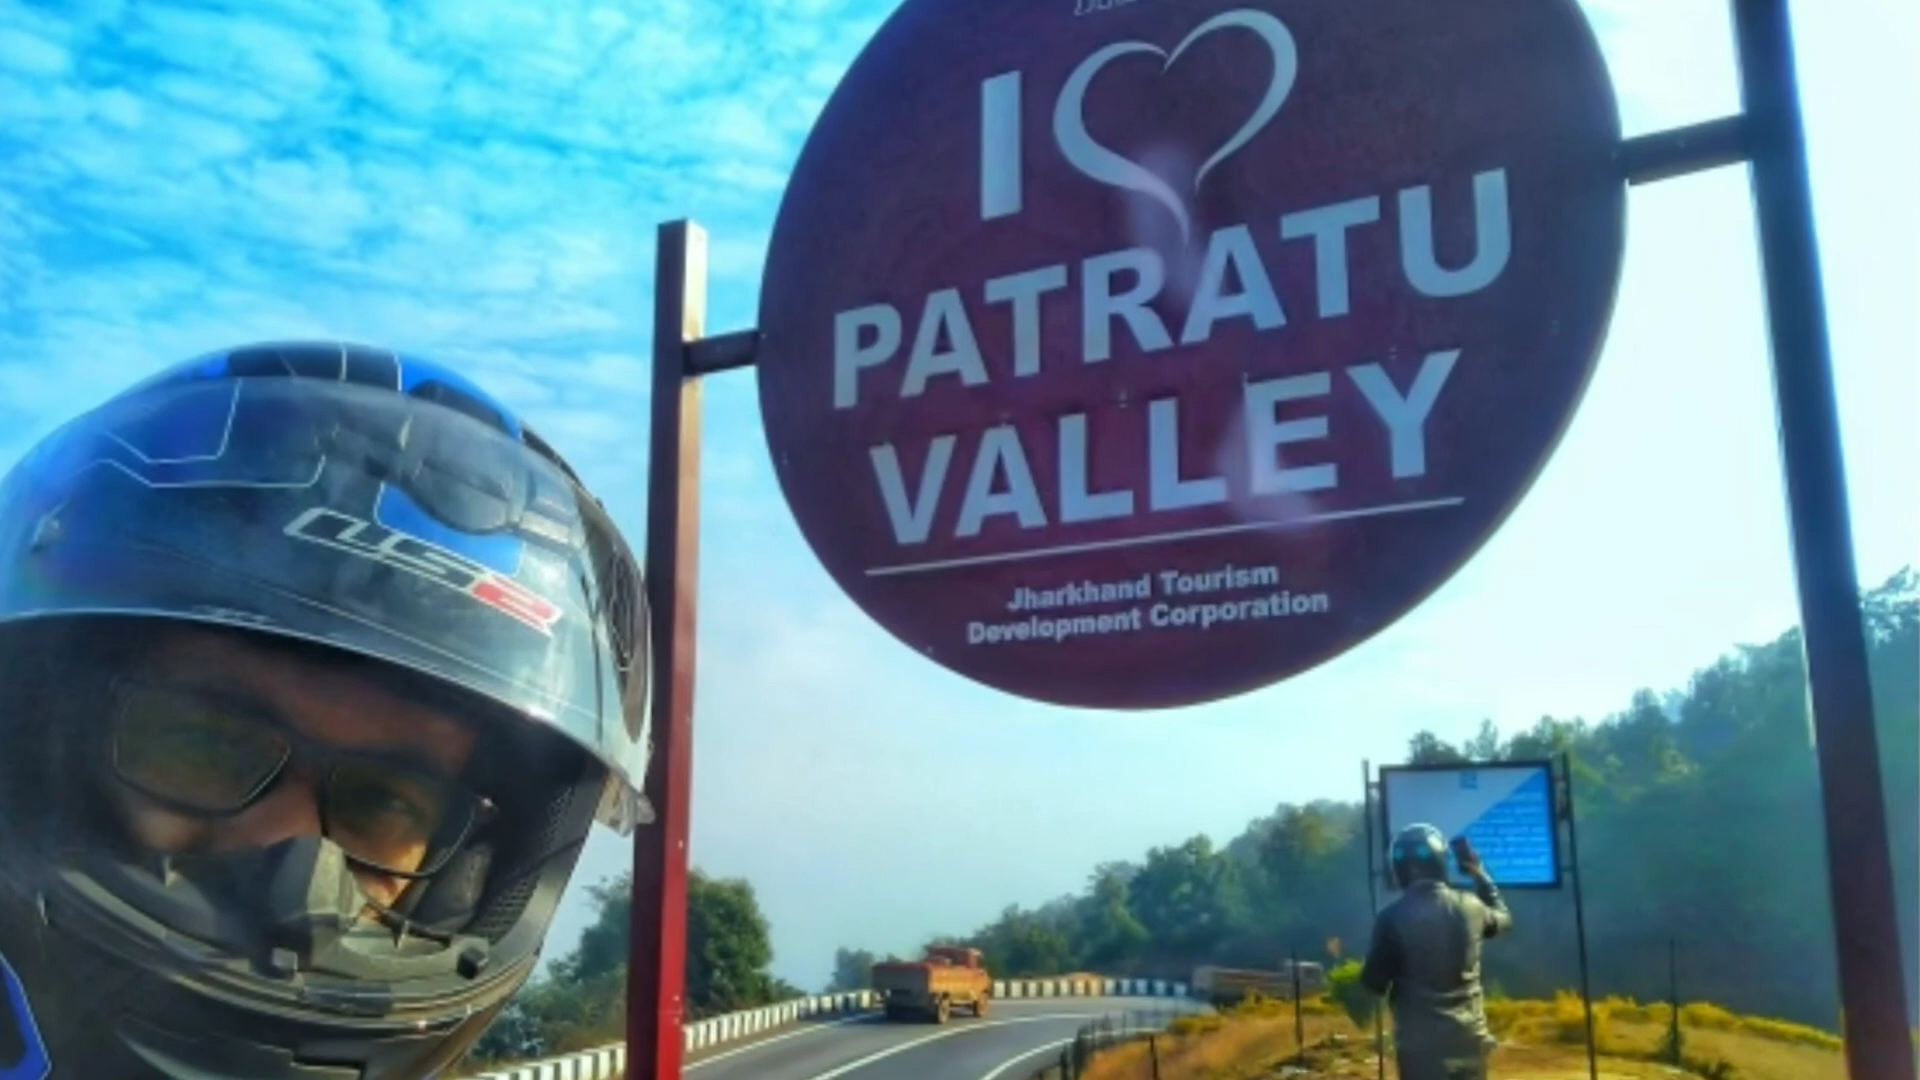 I
PATRATU
VALLEY
Jharkhand Tourism
Development Corporation
LS2